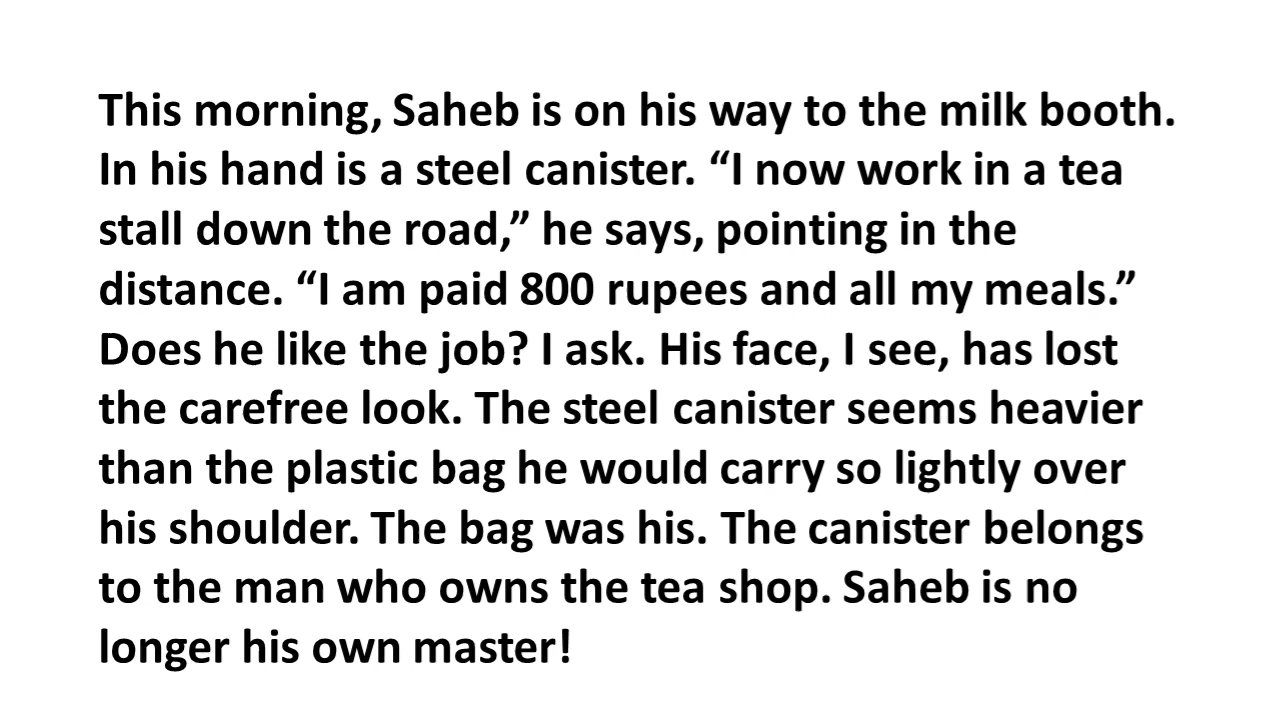 This morning, Saheb is on his way to the milk booth.
In his hand is a steel canister. “I now work in a tea
stall down the road,” he says, pointing in the
distance. “I am paid 800 rupees and all my meals.”
Does he like the job? I ask. His face, I see, has lost
the carefree look. The steel canister seems heavier
than the plastic bag he would carry so lightly over
his shoulder. The bag was his. The canister belongs
to the man who owns the tea shop. Saheb is no
longer his own master!